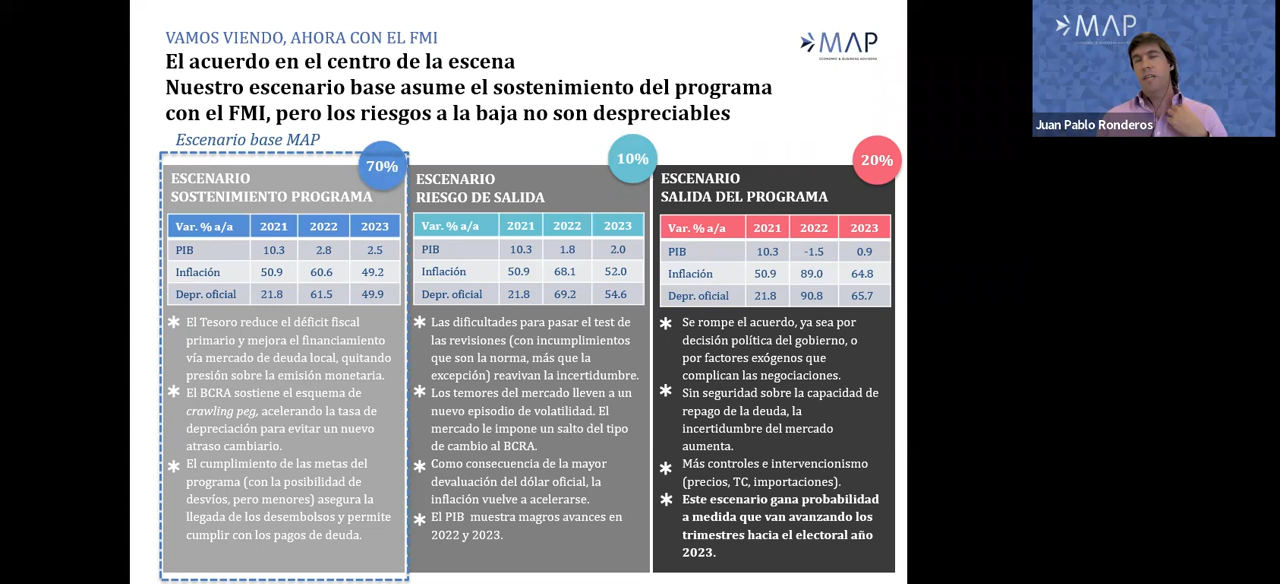 VAMOS VIENDO, AHORA CON EL FMI
El acuerdo en el centro de la escena
Nuestro escenario base asume el sostenimiento del programa
con el FMI, pero los riesgos a la baja no son despreciables
MAP
ECONOMIC & BUSINESS ADVISORS
Escenario base MAP
70%
ESCENARIO
SOSTENIMIENTO PROGRAMA
Var. % a/a 2021 2022 2023
PIB 10.3 2.8 2.5
Inflación 50.9 60.6 49.2
Depr. oficial 21.8 61.5 49.9
* El Tesoro reduce el déficit fiscal
primario y mejora el financiamiento
vía mercado de deuda local, quitando
presión sobre la emisión monetaria.
* El BCRA sostiene el esquema de
crawling peg, acelerando la tasa de
depreciación para evitar un nuevo
atraso cambiario.
* El cumplimiento de las metas del
programa (con la posibilidad de
desvíos, pero menores) asegura la
llegada de los desembolsos y permite
cumplir con los pagos de deuda.
10%
ESCENARIO
RIESGO DE SALIDA
Var. % a/a 2021 2022 2023
PIB 10.3 1.8 2.0
Inflación 50.9 68.1 52.0
Depr. oficial 21.8 69.2 54.6
* Las dificultades para pasar el test de
las revisiones (con incumplimientos
que son la norma, más que la
excepción) reavivan la incertidumbre.
* Los temores del mercado lleven a un
nuevo episodio de volatilidad. El
mercado le impone un salto del tipo
de cambio al BCRA.
* Como consecuencia de la mayor
devaluación del dólar oficial, la
inflación vuelve a acelerarse.
* El PIB muestra magros avances en
2022 y 2023.
20%
ESCENARIO
SALIDA DEL PROGRAMA
Var. % a/a 2021 2022 2023
PIB 10.3 -1.5 0.9
Inflación 50.9 89.0 64.8
Depr. oficial 21.8 90.8 65.7
* Se rompe el acuerdo, ya sea por
decisión política del gobierno, o
por factores exógenos que
complican las negociaciones.
* Sin seguridad sobre la capacidad de
repago de la deuda, la
incertidumbre del mercado
aumenta.
* Más controles e intervencionismo
(precios, TC, importaciones).
* Este escenario gana probabilidad
a medida que van avanzando los
trimestres hacia el electoral año
2023.
MAP
Juan Pablo Ronderos